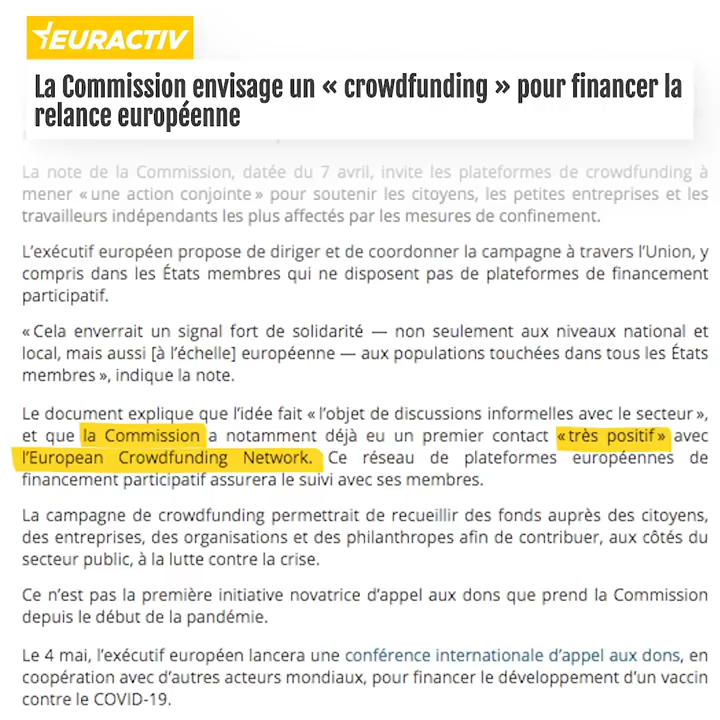 EURACTIV
La Commission envisage un « crowdfunding » pour financer la
relance européenne
La note de la Commission, datée du 7 avril, invite les plateformes de crowdfunding à
mener « une action conjointe » pour soutenir les citoyens, les petites entreprises et les
travailleurs indépendants les plus affectés par les mesures de confinement.
L’exécutif européen propose de diriger et de coordonner la campagne à travers l’Union, y
compris dans les États membres qui ne disposent pas de plateformes de financement
participatif.
« Cela enverrait un signal fort de solidarité — non seulement aux niveaux national et
local, mais aussi [à l’échelle] européenne — aux populations touchées dans tous les États
membres », indique la note.
Le document explique que l’idée fait « l’objet de discussions informelles avec le secteur »,
et que la Commission a notamment déjà eu un premier contact « très positif » avec
l’European Crowdfunding Network. Ce réseau de plateformes européennes de
financement participatif assurera le suivi avec ses membres.
La campagne de crowdfunding permettrait de recueillir des fonds auprès des citoyens,
des entreprises, des organisations et des philanthropes afin de contribuer, aux côtés du
secteur public, à la lutte contre la crise.
Ce n’est pas la première initiative novatrice d’appel aux dons que prend la Commission
depuis le début de la pandémie.
Le 4 mai, l’exécutif européen lancera une conférence internationale d’appel aux dons, en
coopération avec d’autres acteurs mondiaux, pour financer le développement d’un vaccin
contre le COVID-19.